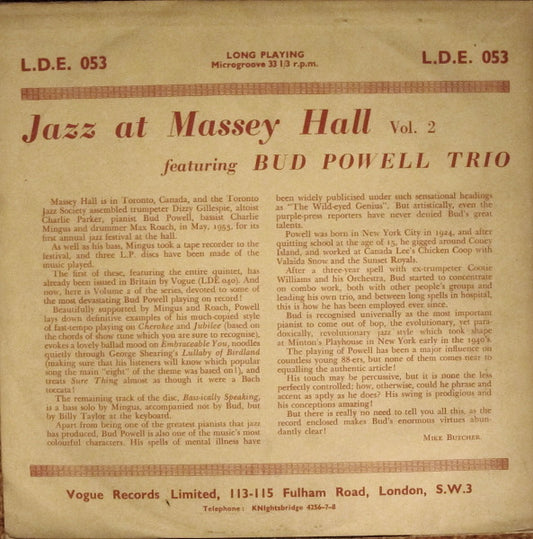 L.D.E. 053
LONG PLAYING
Microgroove 33 1/3 r.p.m.
L.D.E. 053
Jazz at Massey Hall Vol. 2
featuring BUD POWELL TRIO
Massey Hall is in Toronto, Canada, and the Toronto
jazz Society assembled trumpeter Dizzy Gillespie, altoist
Charlie Parker, pianist Bud Powell, bassist Charlie
Mingus and drummer Max Roach, in May, 1953, for its
first annual jazz festival at the hall.
As well as his bass, Mingus took a tape recorder to the
festival, and three L.P. discs have been made of the
music played.
The first of these, featuring the entire quintet, has
already been issued in Britain by Vogue (LDE 040). And
now, here is Volume 2 of the series, devoted to some of
the most devastating Bud Powell playing on record!
Beautifully supported by Mingus and Roach, Powell
lays down definitive examples of his much-copied style
of fast-tempo playing on Cherokee and Jubilee (based on
the chords of show tune which you are sure to recognise),
evokes a lovely ballad mood on Embraceable You, noodles
quietly through George Shearing's Lullaby of Birdland
(making sure that his listeners will know which popular
song the main "eight" of the theme was based on!), and
treats Sure Thing almost as though it were a Bach
toccata!
The remaining track of the disc, Bass-ically Speaking,
is a bass solo by Mingus, accompanied not by Bud, but
by Billy Taylor at the keyboard.
Apart from being one of the greatest pianists that jazz
has produced, Bud Powell is also one of the music's most
colourful characters. His spells of mental illness have
been widely publicised under such sensational headings
as "The Wild-eyed Genius". But artistically, even the
purple-press reporters have never denied Bud's great
talents.
Powell was born in New York City in 1924, and after
quitting school at the age of 15, he gigged around Coney
Island, and worked at Canada Lee's Chicken Coop with
Valaida Snow and the Sunset Royals.
After a three-year spell with ex-trumpeter Cootie
Williams and his Orchestra, Bud started to concentrate
on combo work, both with other people's groups and
leading his own trio, and between long spells in hospital,
this is how he has been employed ever since.
Bud is recognised universally as the most important
pianist to come out of bop, the evolutionary, yet para-
doxically, revolutionary jazz style which took shape
at Minton's Playhouse in New York early in the 1940's.
The playing of Powell has been a major influence on
countless young 88-ers, but none of them comes near to
equalling the authentic article!
His touch may be percussive, but it is none the less
perfectly controlled; how, otherwise, could he phrase and
accent as aptly as he does? His swing is prodigious and
his conceptions amazing!
But there is really no need to tell you all this, as the
record enclosed makes Bud's enormous virtues abun-
dantly clear!
MIKE BUTCHER.
Vogue Records Limited, 113-115 Fulham Road, London, S.W.3
Telephone: KNIghtsbridge 4256-7-8